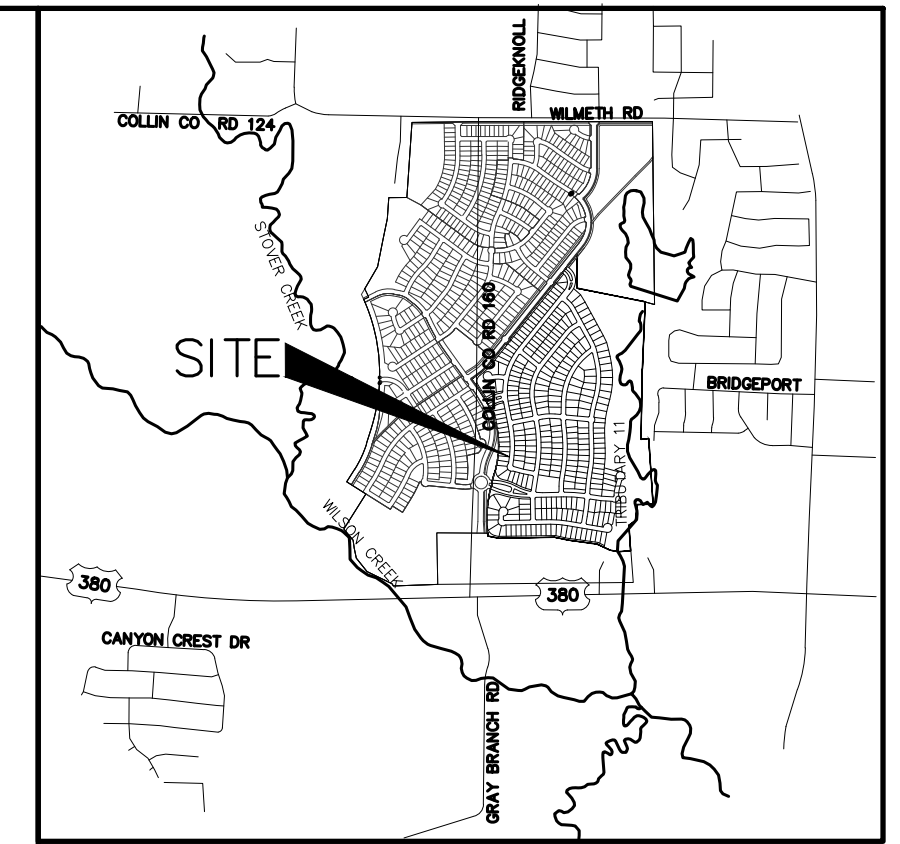 RIDGEKNOLL
WILMETH RD
COLLIN CO RD 124
STOVER CREEK
COLLIN CO RD 160
SITE
BRIDGEPORT
TRIBUTARY 11
WILSON CREEK
380
380
CANYON CREST DR
GRAY BRANCH RD